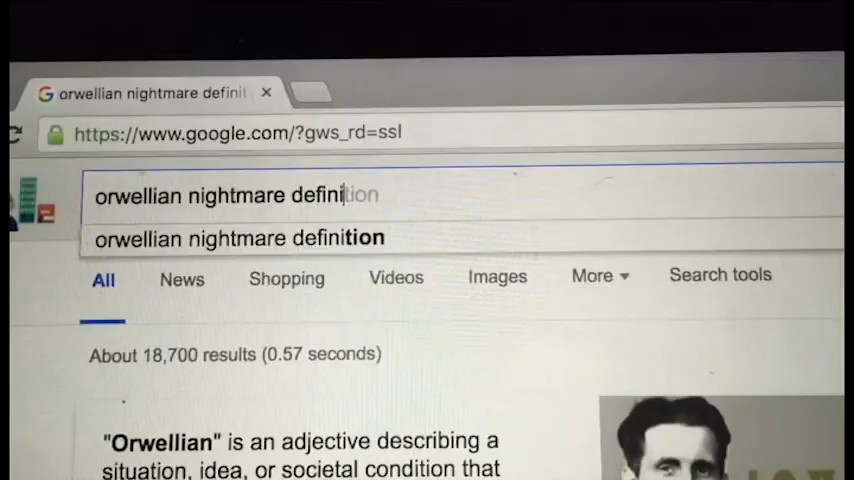 orwellian nightmare definit
https://www.google.com/?gws_rd=ssl
orwellian nightmare definition
orwellian nightmare definition
All News Shopping Videos Images More Search tools
About 18,700 results (0.57 seconds)
"Orwellian" is an adjective describing a
situation, idea, or societal condition that